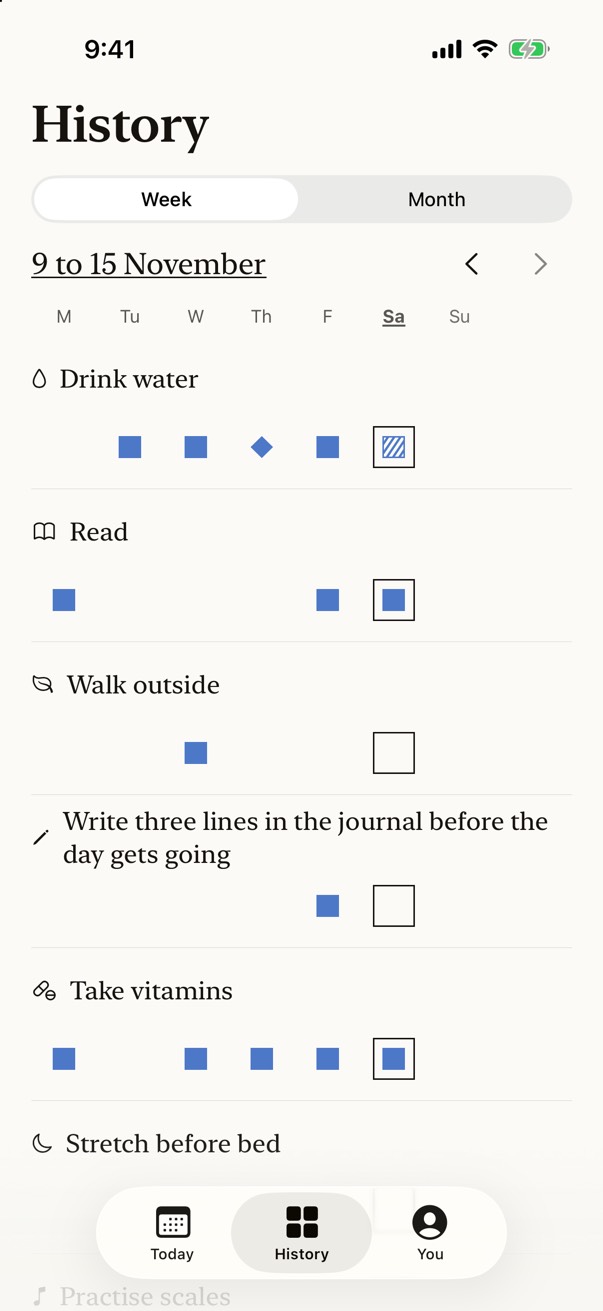 9:41
History
Week Month
9 to 15 November
M Tu W Th F Sa Su
Drink water
Read
Walk outside
Write three lines in the journal before the
day gets going
Take vitamins
Stretch before bed
Today History You
Practise scales